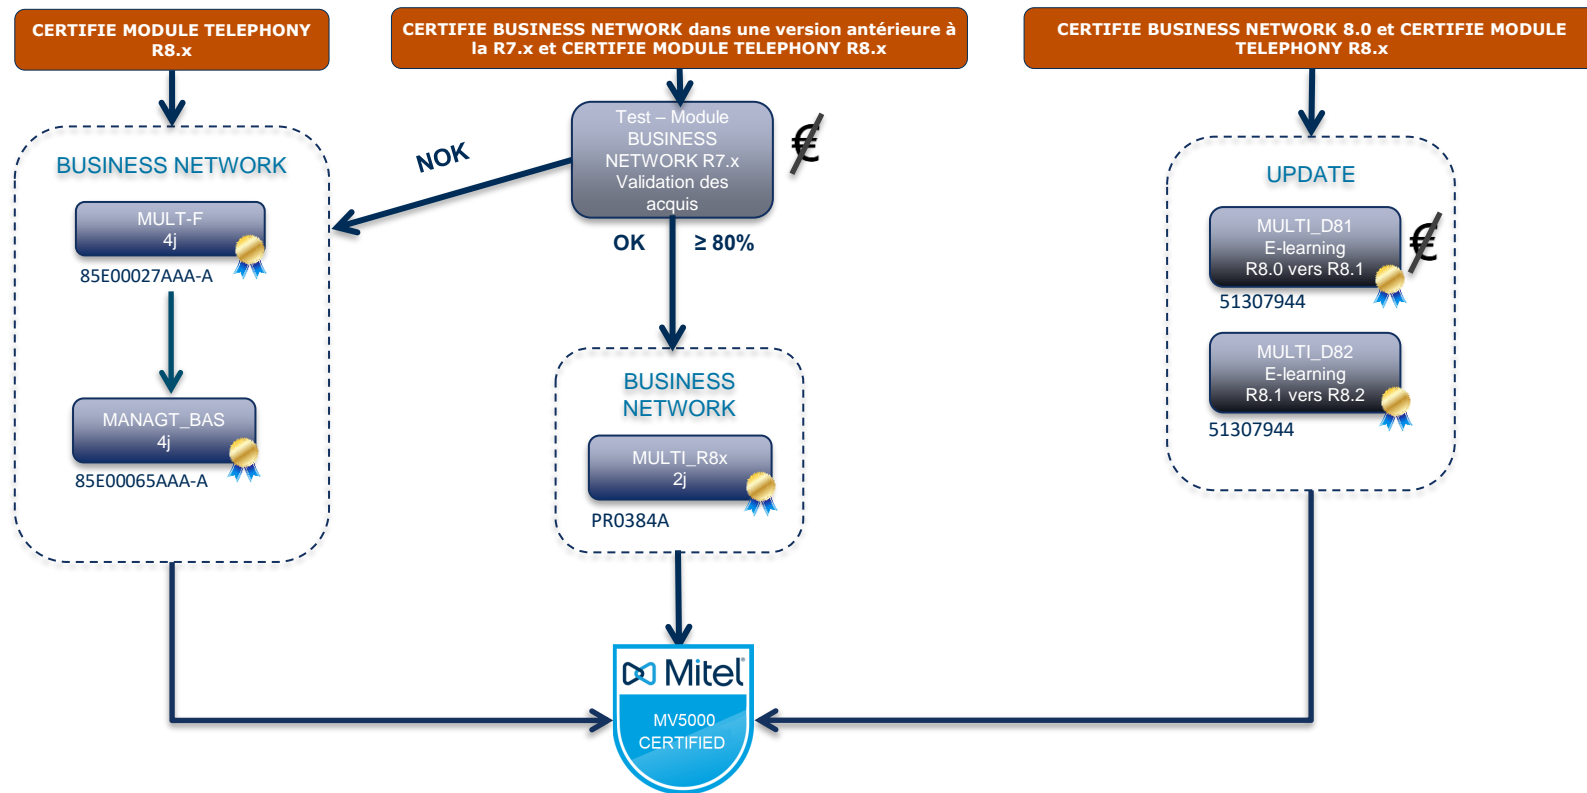 CERTIFIE MODULE TELEPHONY
R8.x
CERTIFIE BUSINESS NETWORK dans une version antérieure à
la R7.x et CERTIFIE MODULE TELEPHONY R8.x
CERTIFIE BUSINESS NETWORK 8.0 et CERTIFIE MODULE
TELEPHONY R8.x
BUSINESS NETWORK
MULT-F
4j
85E00027AAA-A
MANAGT_BAS
4j
85E00065AAA-A
NOK
Test – Module
BUSINESS
NETWORK R7.x
Validation des
acquis
€
OK ≥ 80%
BUSINESS
NETWORK
MULTI_R8x
2j
PR0384A
UPDATE
MULTI_D81
E-learning
R8.0 vers R8.1
€
51307944
MULTI_D82
E-learning
R8.1 vers R8.2
51307944
Mitel
MV5000
CERTIFIED